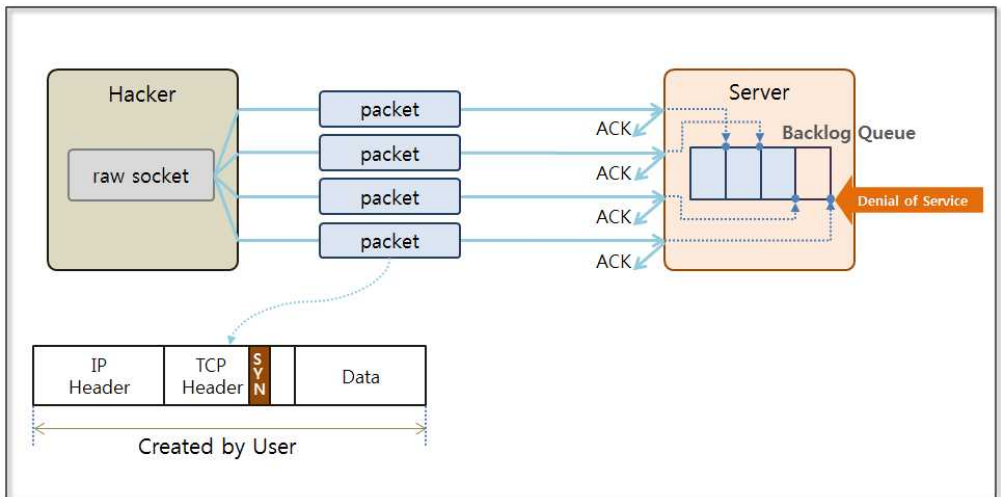 Hacker
raw socket
packet
packet
packet
packet
ACK
ACK
ACK
ACK
Server
Backlog Queue
Denial of Service
IP
Header
TCP
Header
SYN
Data
Created by User